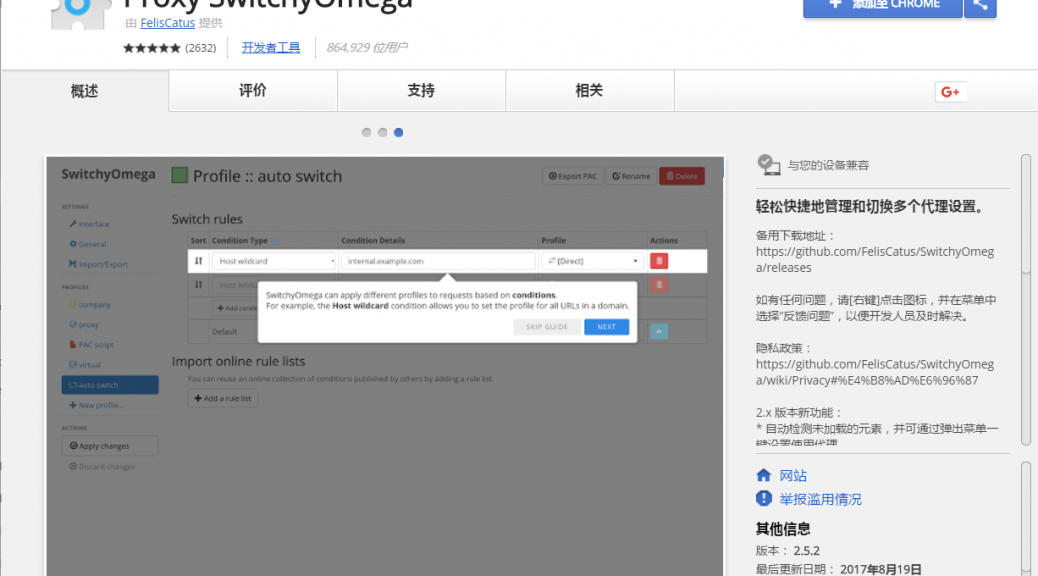 Proxy SwitchyOmega
由 FelisCatus 提供
添加至 CHROME
(2632)
开发者工具
864,929 位用户
概述
评价
支持
相关
G+
SwitchyOmega
Profile :: auto switch
Export PAC
Rename
Delete
SETTINGS
Interface
General
Import/Export
PROFILES
company
proxy
PAC script
virtual
auto switch
New profile...
ACTIONS
Apply changes
Discard changes
Switch rules
Sort Condition Type Condition Details Profile Actions
Host wildcard internal.example.com [Direct]
Host wildc
Add condi
Default
SwitchyOmega can apply different profiles to requests based on conditions.
For example, the Host wildcard condition allows you to set the profile for all URLs in a domain.
SKIP GUIDE
NEXT
Import online rule lists
You can reuse an online collection of conditions published by others by adding a rule list.
Add a rule list
与您的设备兼容
轻松快捷地管理和切换多个代理设置。
备用下载地址：
https://github.com/FelisCatus/SwitchyOmeg
a/releases
如有任何问题，请[右键]点击图标，并在菜单中
选择“反馈问题”，以便开发人员及时解决。
隐私政策：
https://github.com/FelisCatus/SwitchyOmeg
a/wiki/Privacy#%E4%B8%AD%E6%96%87
2.x 版本新功能：
* 自动检测未加载的元素，并可通过弹出菜单一
键设置使用代理
网站
举报滥用情况
其他信息
版本： 2.5.2
最后更新日期： 2017年8月19日